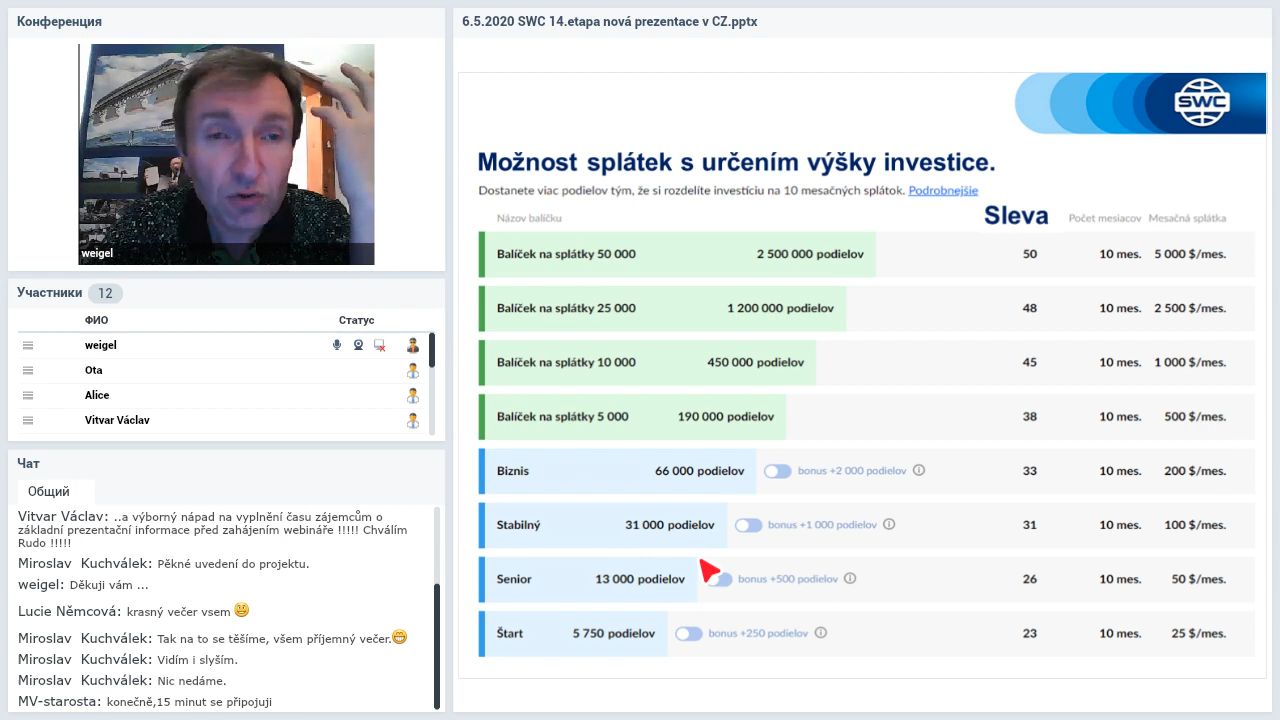 Конференция
weigel
Участники 12
ФИО Статус
weigel
Ota
Alice
Vitvar Václav
Чат
Общий
Vitvar Václav: ..a výborný nápad na vyplnění času zájemcům o
základní prezentační informace před zahájením webináře !!!!! Chválím
Rudo !!!!!
Miroslav Kuchválek: Pěkné uvedení do projektu.
weigel: Děkuji vám ...
Lucie Němcová: krasný večer vsem
Miroslav Kuchválek: Tak na to se těšíme, všem příjemný večer.
Miroslav Kuchválek: Vidím i slyším.
Miroslav Kuchválek: Nic nedáme.
MV-starosta: konečně,15 minut se připojuji
6.5.2020 SWC 14.etapa nová prezentace v CZ.pptx
SWC
Možnost splátek s určením výšky investice.
Dostanete viac podielov tým, že si rozdelíte investíciu na 10 mesačných splátok. Podrobnejšie
Názov balíčku Sleva Počet mesiacov Mesačná splátka
Balíček na splátky 50 000 2 500 000 podielov 50 10 mes. 5 000 $/mes.
Balíček na splátky 25 000 1 200 000 podielov 48 10 mes. 2 500 $/mes.
Balíček na splátky 10 000 450 000 podielov 45 10 mes. 1 000 $/mes.
Balíček na splátky 5 000 190 000 podielov 38 10 mes. 500 $/mes.
Biznis 66 000 podielov bonus +2 000 podielov 33 10 mes. 200 $/mes.
Stabilný 31 000 podielov bonus +1 000 podielov 31 10 mes. 100 $/mes.
Senior 13 000 podielov bonus +500 podielov 26 10 mes. 50 $/mes.
Štart 5 750 podielov bonus +250 podielov 23 10 mes. 25 $/mes.